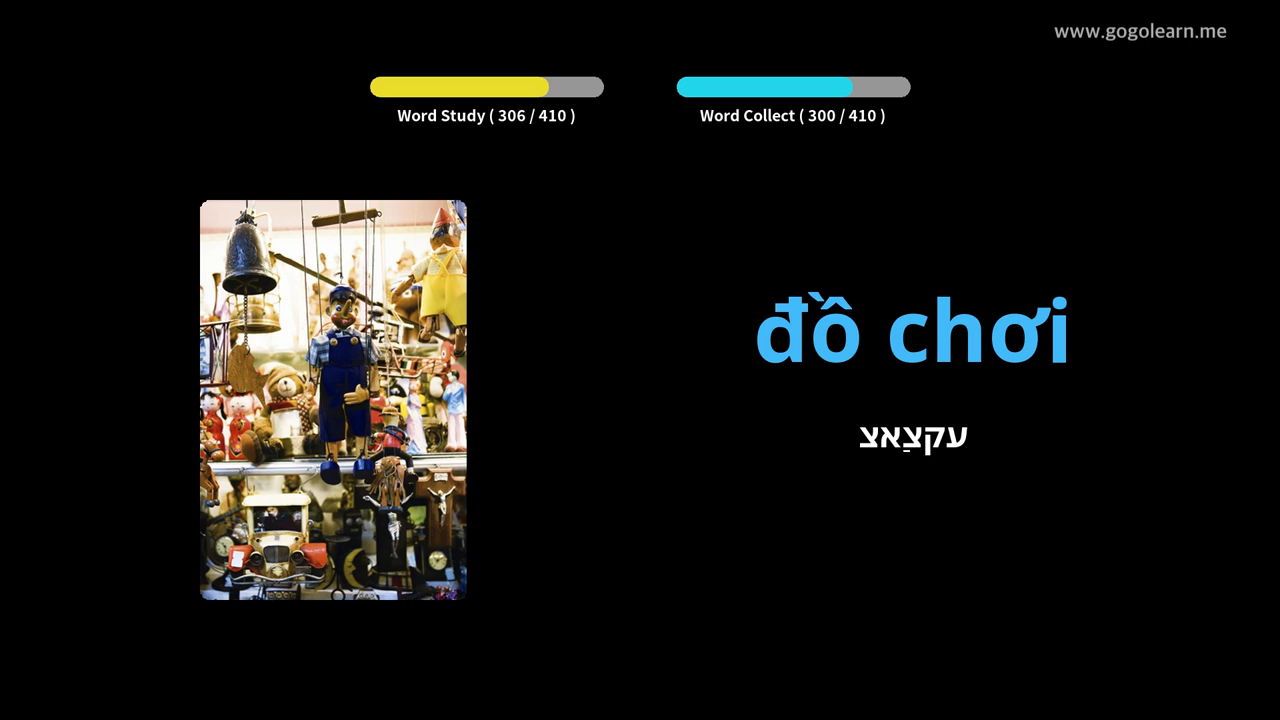 www.gogolearn.me
Word Study ( 306 / 410 )
Word Collect ( 300 / 410 )
đồ chơi
עקצַאצ